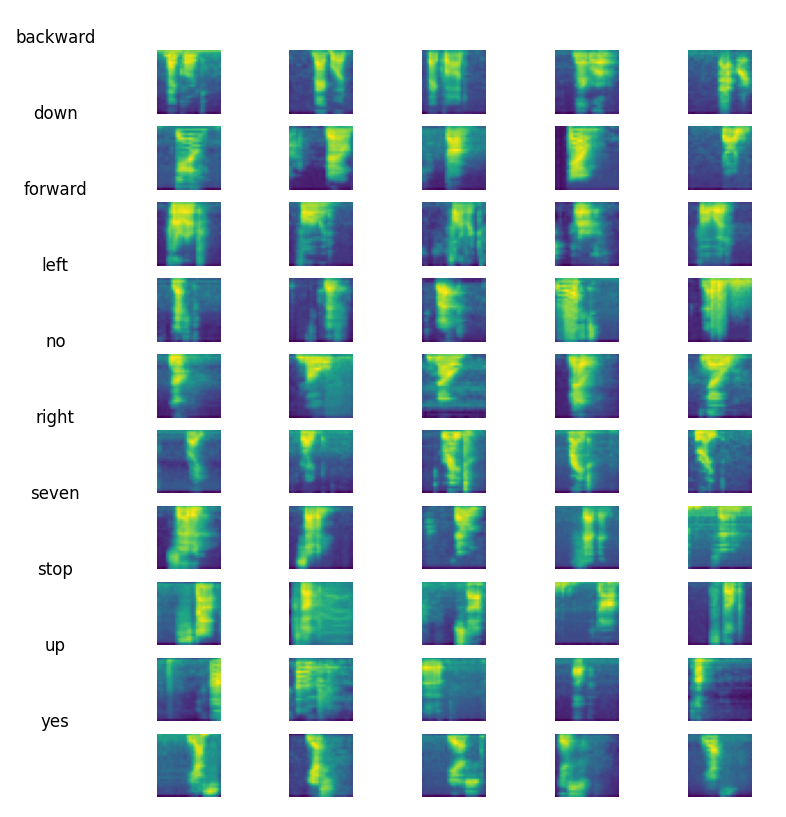 backward
down
forward
left
no
right
seven
stop
up
yes